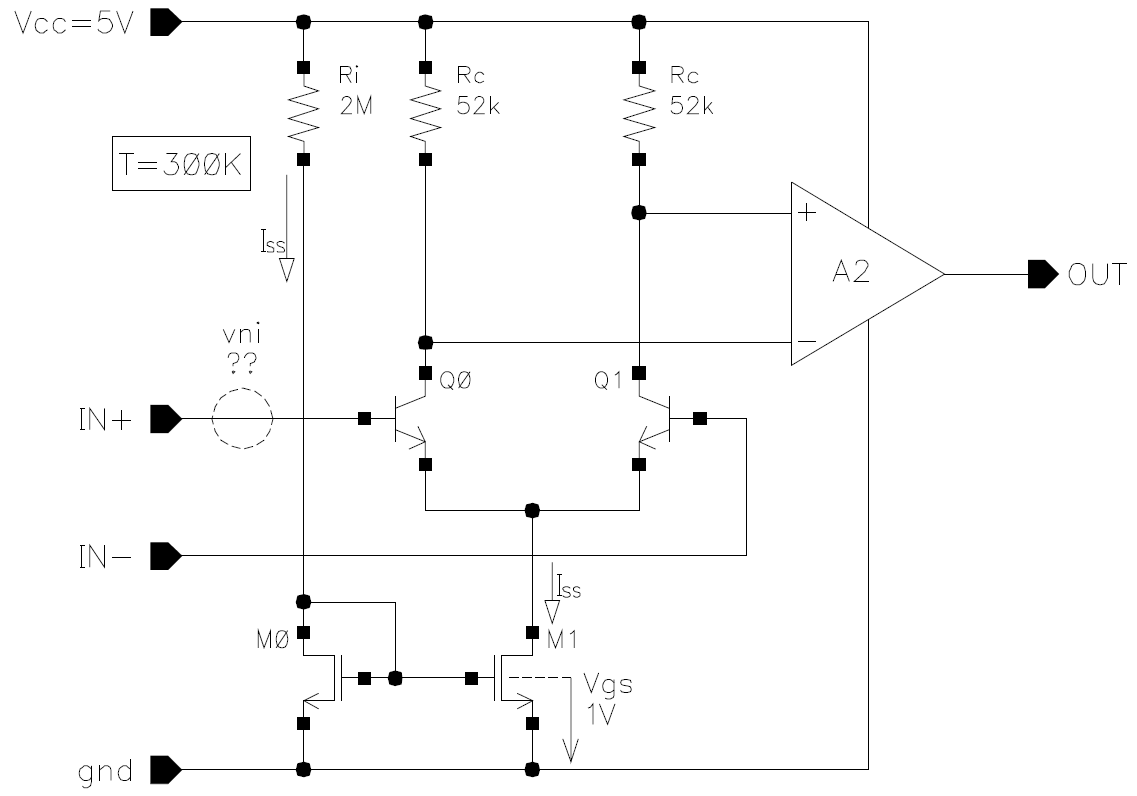 Vcc=5V
Ri
2M
Rc
52k
Rc
52k
T=300K
Iss
+
A2
−
OUT
vni
??
Q0
Q1
IN+
IN−
Iss
M0
M1
Vgs
1V
gnd